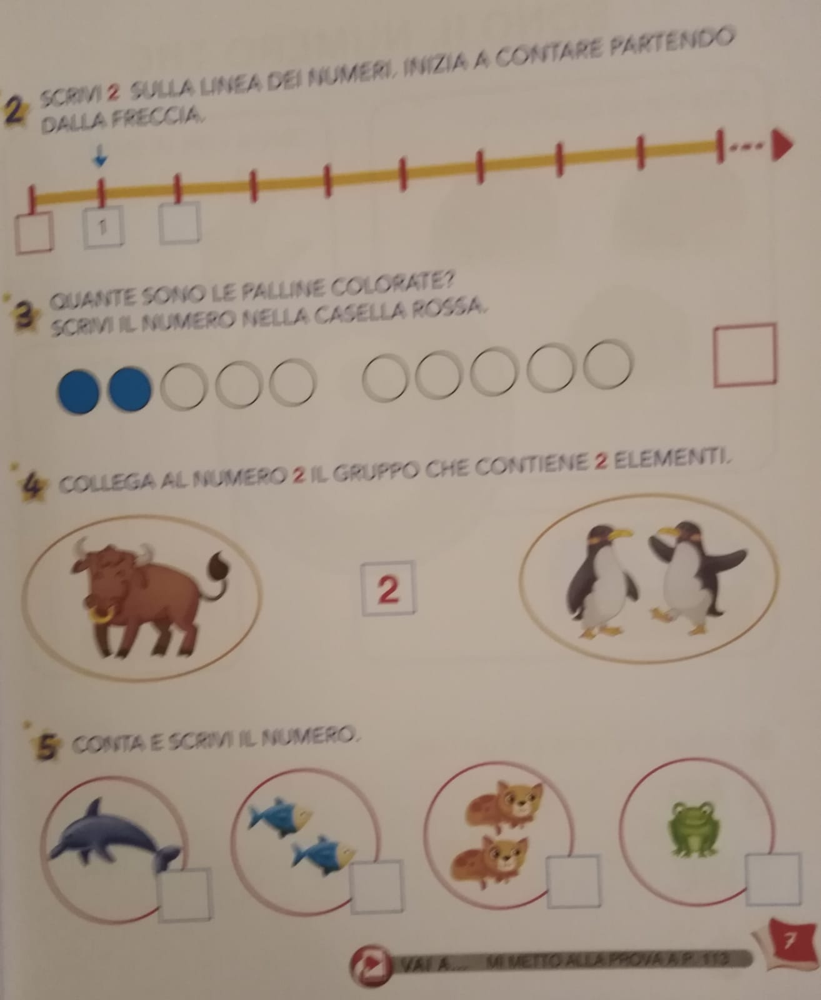 2 SCRIVI 2 SULLA LINEA DEI NUMERI. INIZIA A CONTARE PARTENDO
DALLA FRECCIA.
1
3 QUANTE SONO LE PALLINE COLORATE?
SCRIVI IL NUMERO NELLA CASELLA ROSSA.
4 COLLEGA AL NUMERO 2 IL GRUPPO CHE CONTIENE 2 ELEMENTI.
2
5 CONTA E SCRIVI IL NUMERO.
VAI A... MI METTO ALLA PROVA A P. 113
7